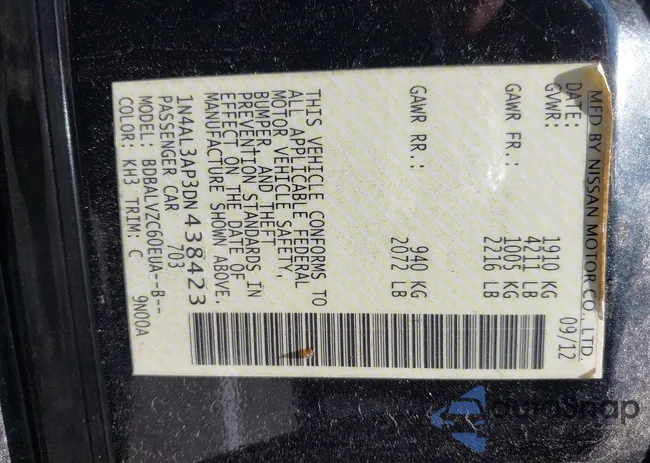 MFD BY NISSAN MOTOR CO., LTD.
DATE: 09/12
GVWR: 1910 KG
4211 LB
GAWR FR.: 1005 KG
2216 LB
GAWR RR.: 940 KG
2072 LB
THIS VEHICLE CONFORMS TO
ALL APPLICABLE FEDERAL
MOTOR VEHICLE SAFETY,
BUMPER, AND THEFT
PREVENTION STANDARDS IN
EFFECT ON THE DATE OF
MANUFACTURE SHOWN ABOVE.
1N4AL3AP3DN438423
PASSENGER CAR 703
MODEL: BDBALVZC60EUA--B--
COLOR: KH3 TRIM: C 9N00A